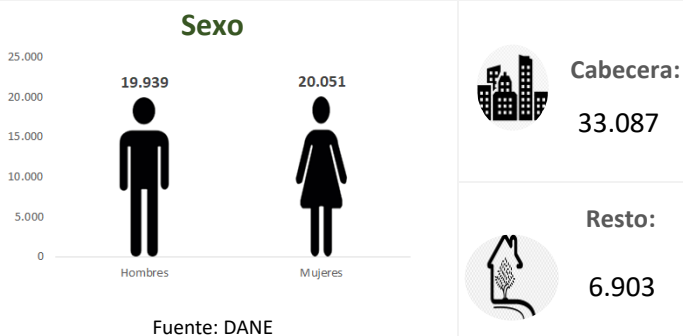 Sexo
25.000
20.000
15.000
10.000
5.000
0
19.939
20.051
Hombres
Mujeres
Fuente: DANE
Cabecera:
33.087
Resto:
6.903